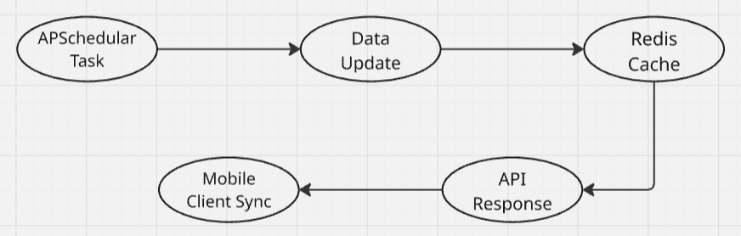 APSchedular
Task
Data
Update
Redis
Cache
Mobile
Client Sync
API
Response